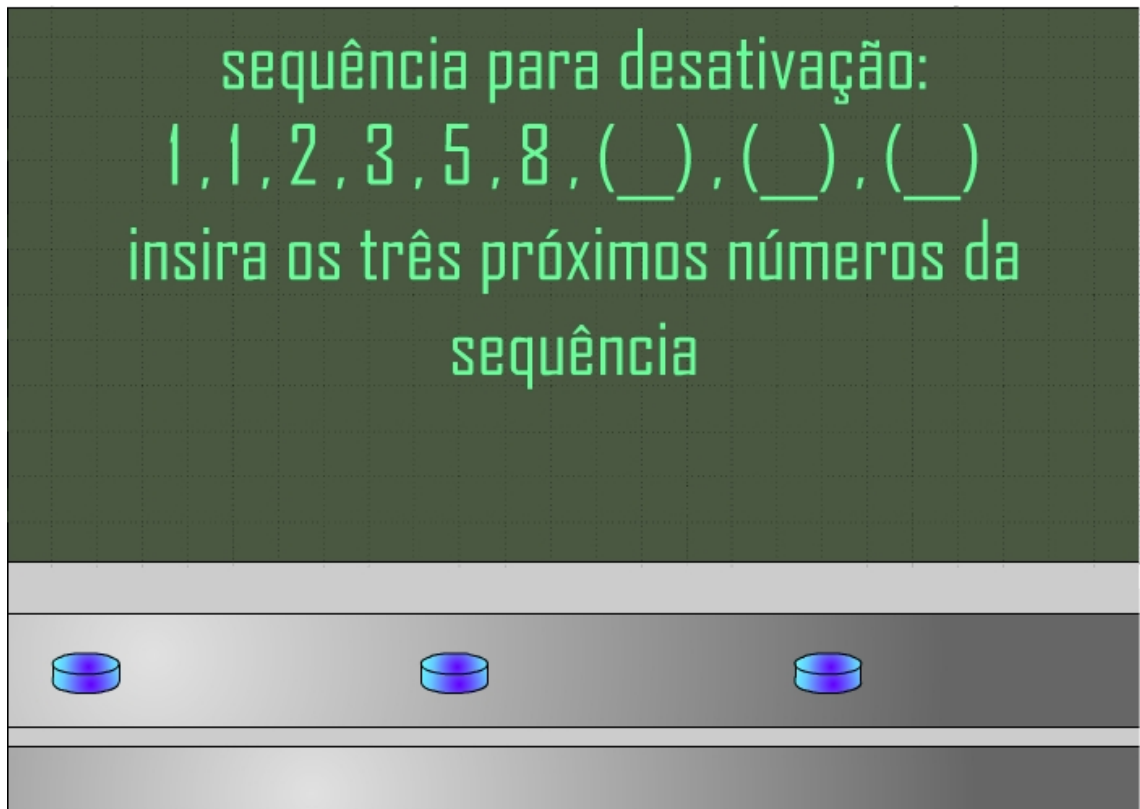 sequência para desativação:
1 , 1 , 2 , 3 , 5 , 8 , (__) , (__) , (__)
insira os três próximos números da
sequência